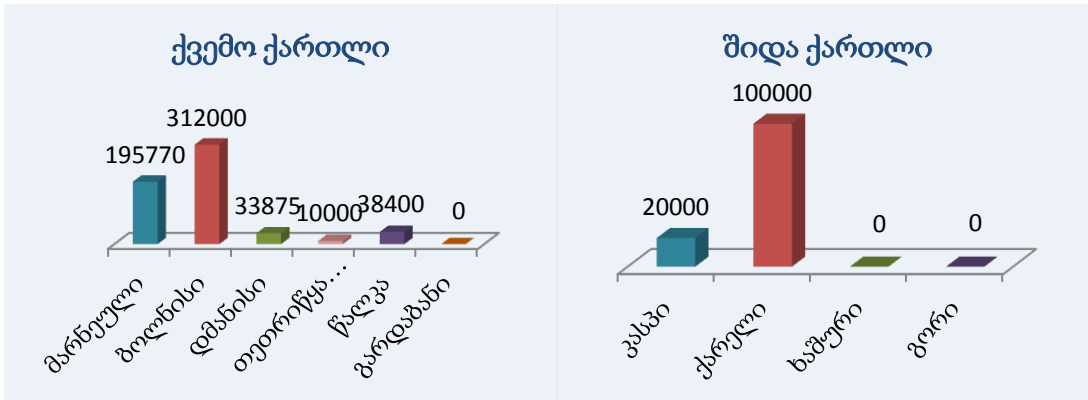 ქვემო ქართლი
195770
312000
33875
10000
38400
0
მარნეული
ბოლნისი
დმანისი
თეთრიწყა...
წალკა
გარდაბანი
შიდა ქართლი
20000
100000
0
0
კასპი
ქარელი
ხაშური
გორი